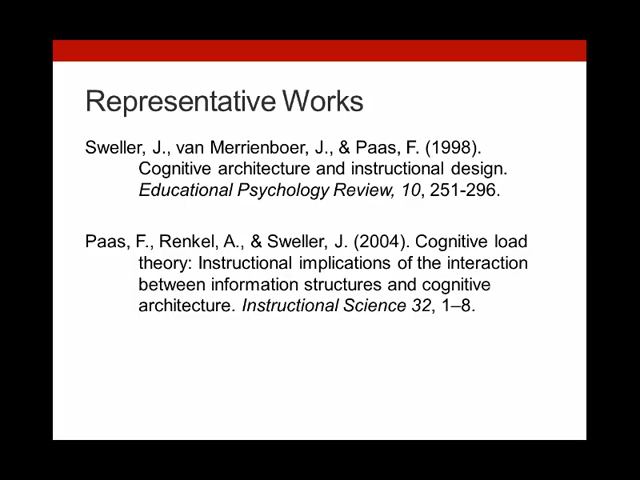 Representative Works
Sweller, J., van Merrienboer, J., & Paas, F. (1998).
Cognitive architecture and instructional design.
Educational Psychology Review, 10, 251-296.
Paas, F., Renkel, A., & Sweller, J. (2004). Cognitive load
theory: Instructional implications of the interaction
between information structures and cognitive
architecture. Instructional Science 32, 1–8.